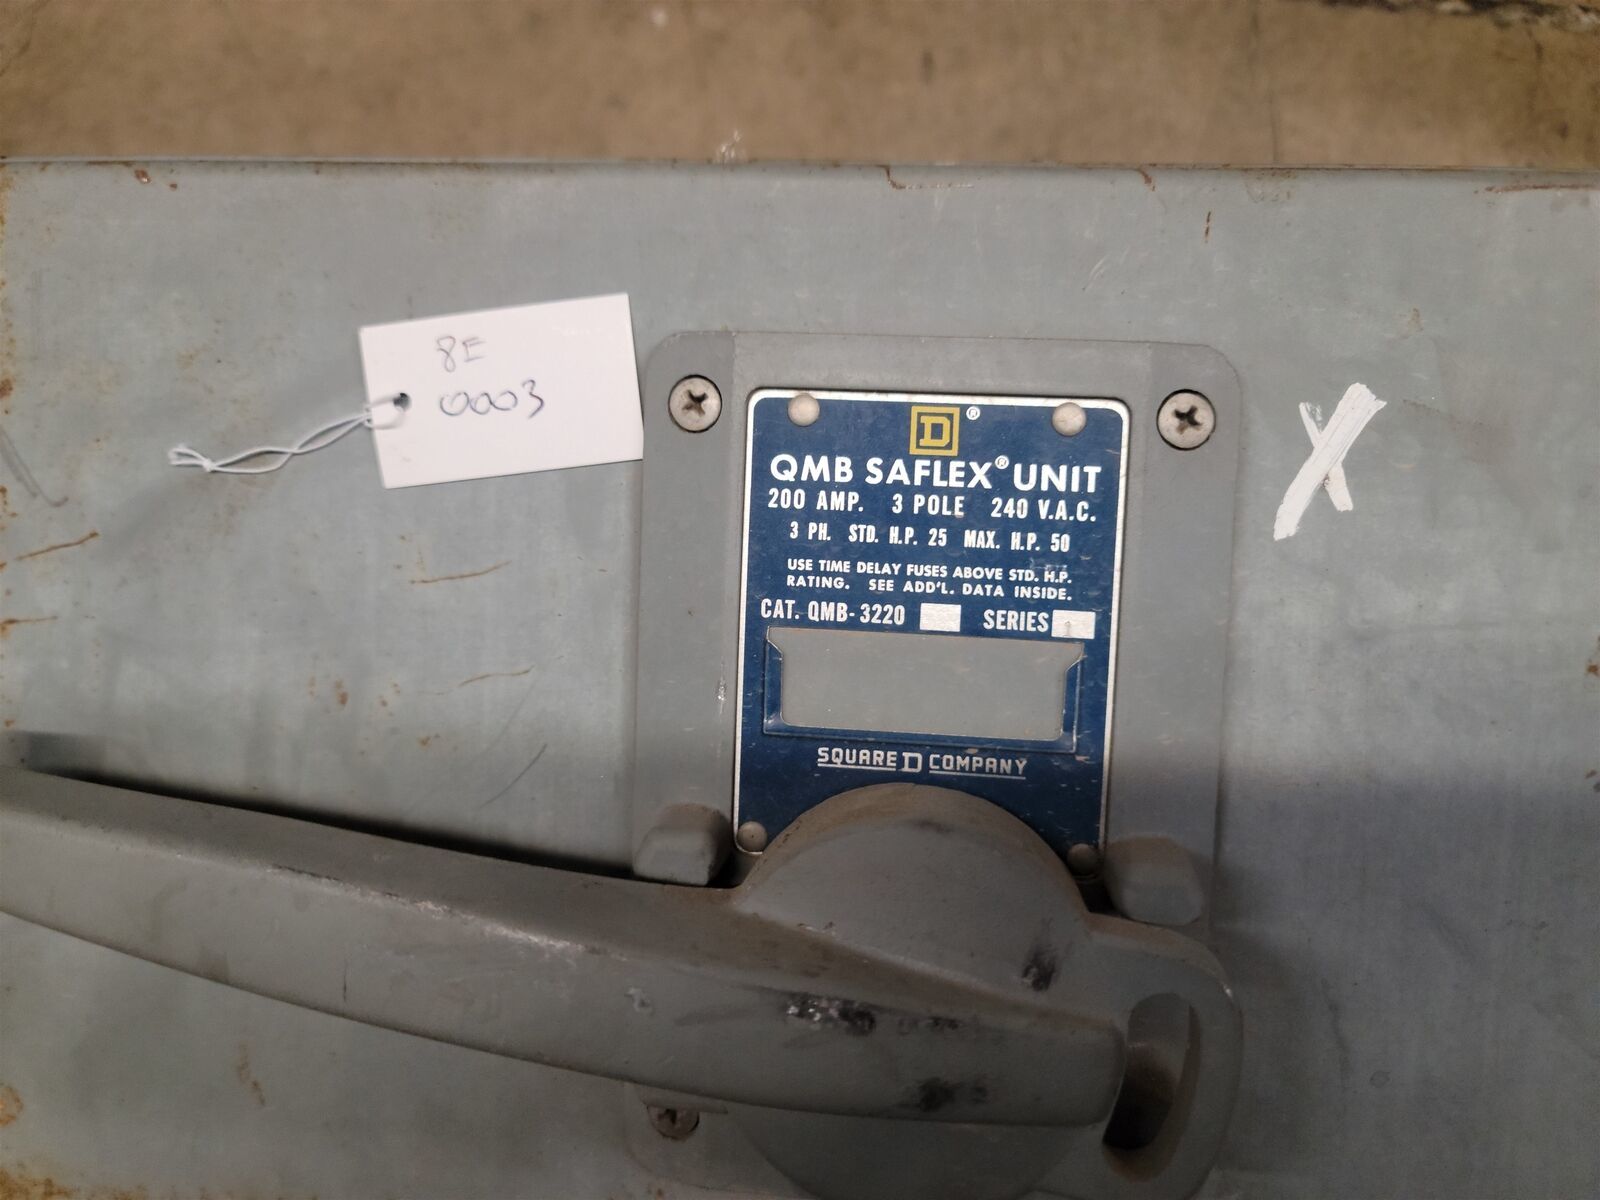 8E
0003
X
D®
QMB SAFLEX® UNIT
200 AMP. 3 POLE 240 V.A.C.
3 PH. STD. H.P. 25 MAX. H.P. 50
USE TIME DELAY FUSES ABOVE STD. H.P.
RATING. SEE ADD'L. DATA INSIDE.
CAT. QMB-3220 SERIES 1
SQUARE D COMPANY